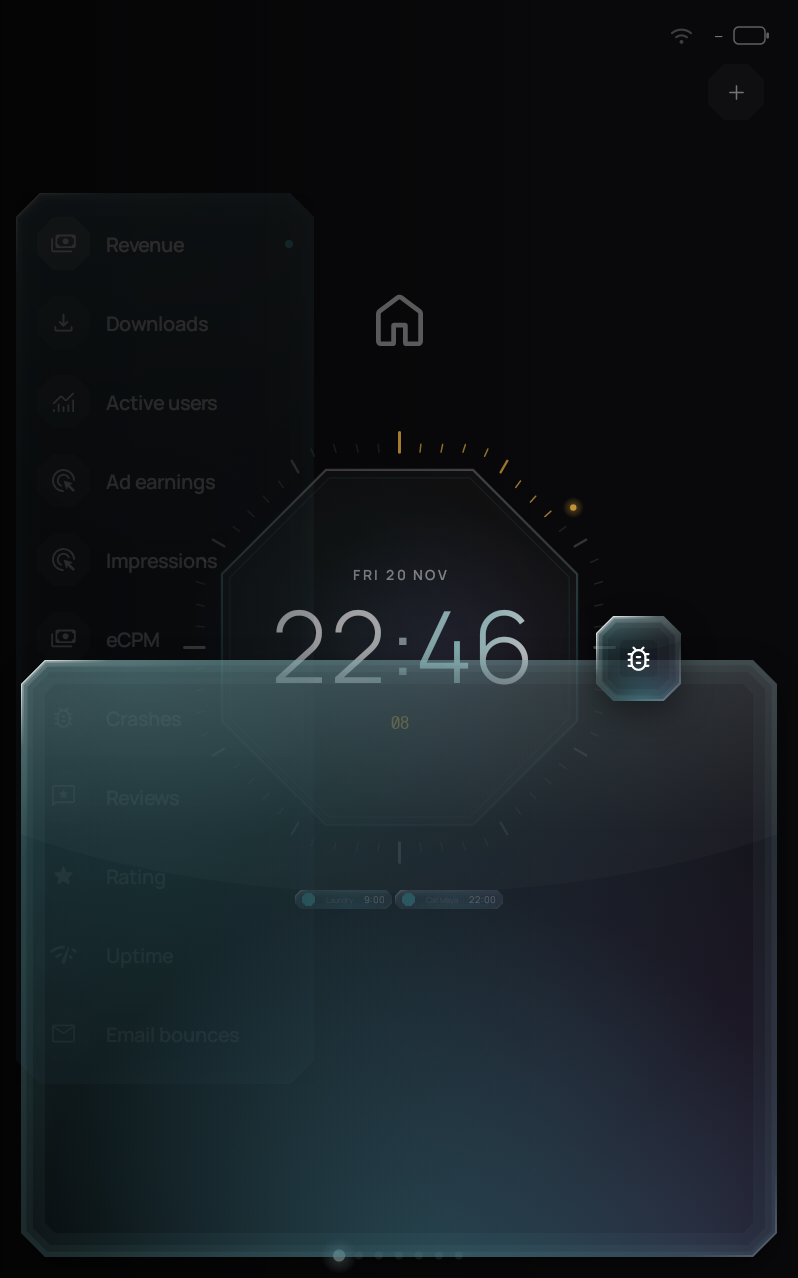 Revenue
Downloads
Active users
Ad earnings
Impressions
eCPM
FRI 20 NOV
22:46
08
Crashes
Reviews
Rating
Uptime
Email bounces
Laundry 9:00
22:00